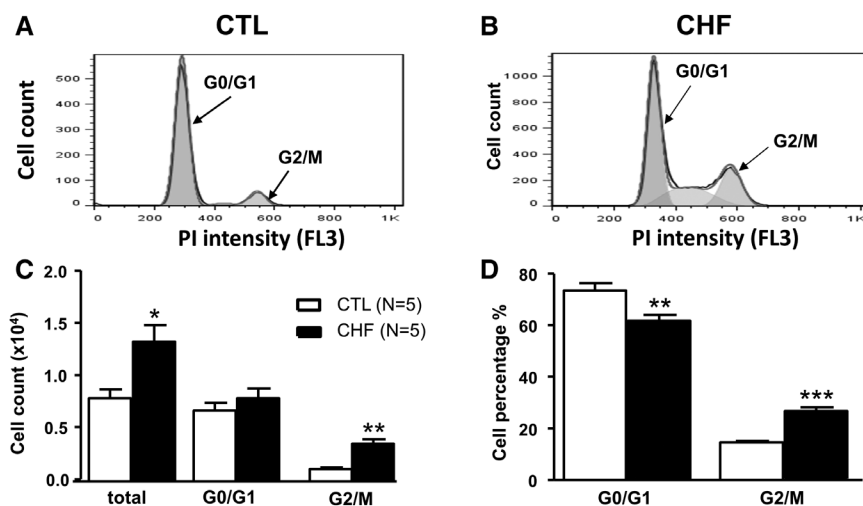 A CTL
500
400
300
200
100
0
G0/G1
G2/M
Cell count
0 200 400 600 800 1K
PI intensity (FL3)
B CHF
1000
800
600
400
200
0
G0/G1
G2/M
Cell count
0 200 400 600 800 1K
PI intensity (FL3)
C
2.0
1.5
1.0
0.5
0.0
Cell count (x10⁴)
CTL (N=5)
CHF (N=5)
*
**
total G0/G1 G2/M
D
80
60
40
20
0
Cell percentage %
**
***
G0/G1 G2/M